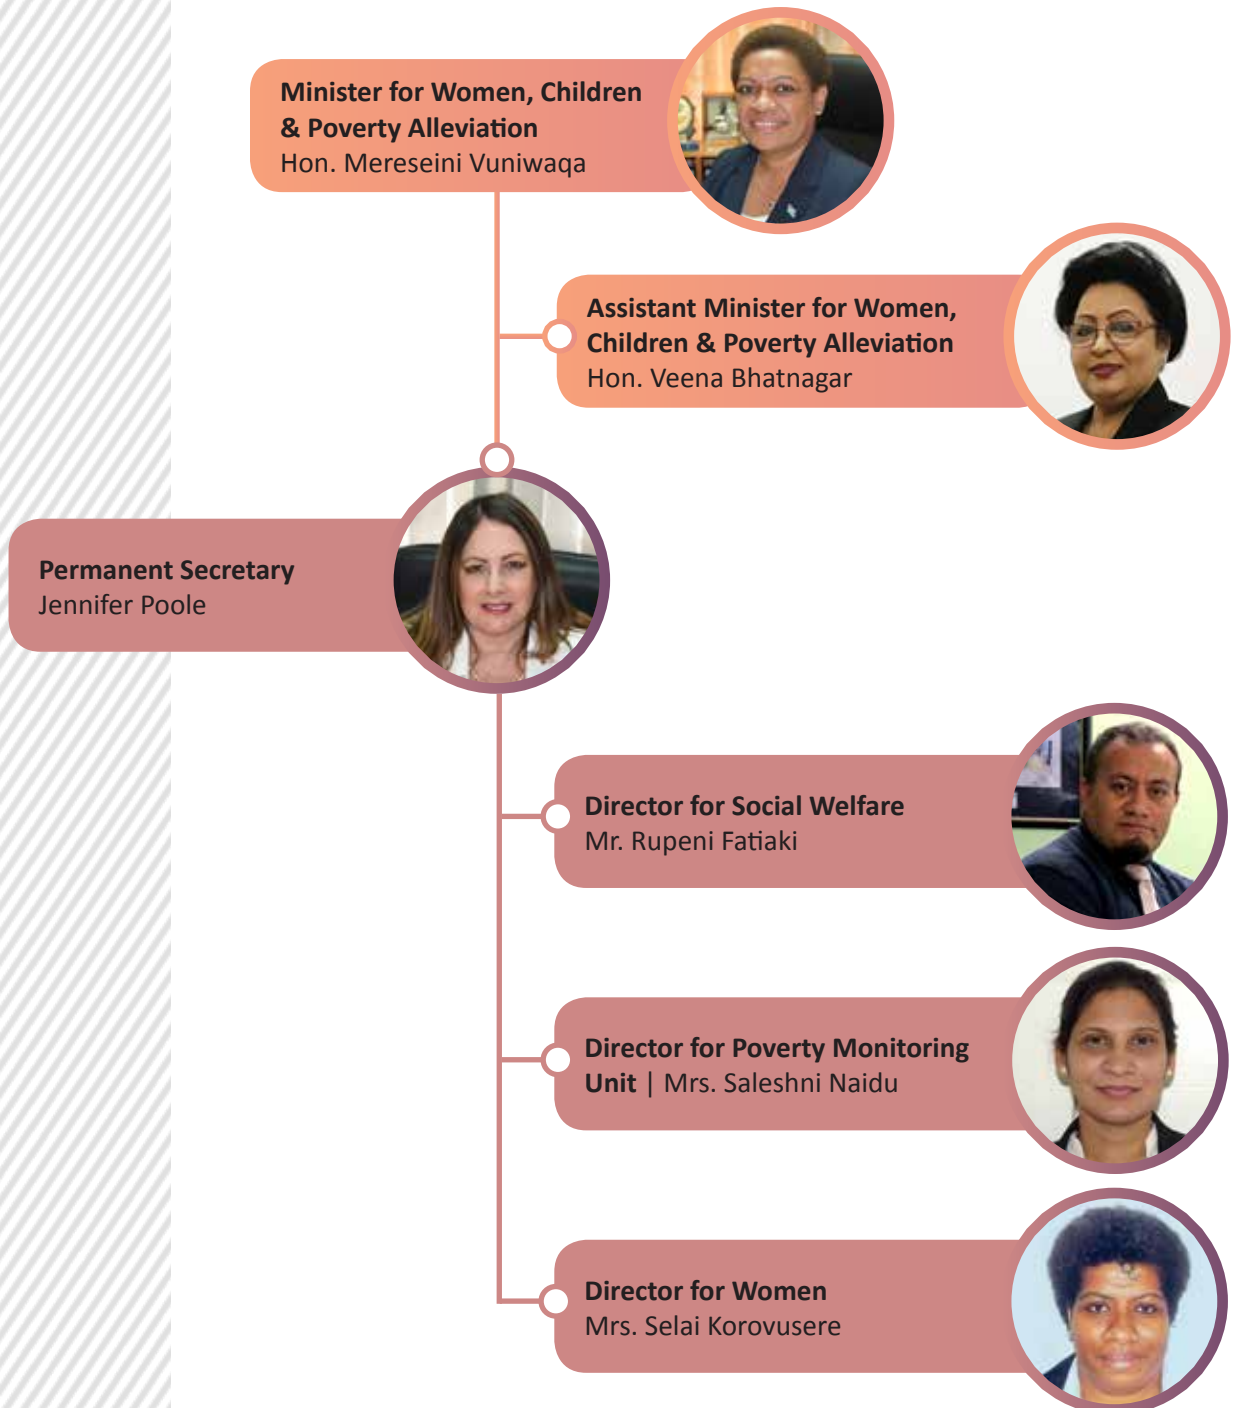 Minister for Women, Children
& Poverty Alleviation
Hon. Mereseini Vuniwaqa
Assistant Minister for Women,
Children & Poverty Alleviation
Hon. Veena Bhatnagar
Permanent Secretary
Jennifer Poole
Director for Social Welfare
Mr. Rupeni Fatiaki
Director for Poverty Monitoring
Unit | Mrs. Saleshni Naidu
Director for Women
Mrs. Selai Korovusere